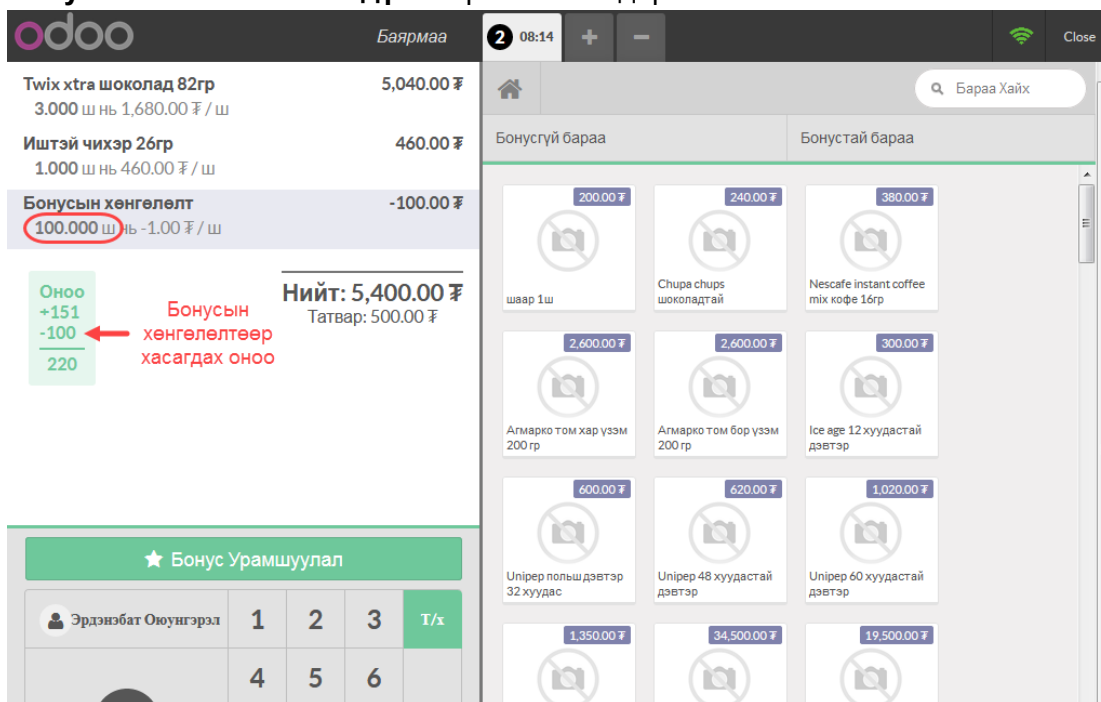 odoo
Баярмаа
2 08:14
Close
Twix xtra шоколад 82гр 5,040.00 ₮
3.000 ш нь 1,680.00 ₮ / ш
Иштэй чихэр 26гр 460.00 ₮
1.000 ш нь 460.00 ₮ / ш
Бонусын хөнгөлөлт -100.00 ₮
100.000 ш нь -1.00 ₮ / ш
Оноо
+151
-100
220
Бонусын
хөнгөлөлтөөр
хасагдах оноо
Нийт: 5,400.00 ₮
Татвар: 500.00 ₮
Бонус Урамшуулал
Эрдэнэбат Оюунгэрэл
1 2 3 Т/х
4 5 6
Бараа Хайх
Бонусгүй бараа
Бонустай бараа
200.00 ₮
шаар 1ш
240.00 ₮
Chupa chups
шоколадтай
380.00 ₮
Nescafe instant coffee
mix кофе 16гр
2,600.00 ₮
Агмарко том хар үзэм
200 гр
2,600.00 ₮
Агмарко том бор үзэм
200 гр
300.00 ₮
Ice age 12 хуудастай
дэвтэр
600.00 ₮
Unipep польш дэвтэр
32 хуудас
620.00 ₮
Unipep 48 хуудастай
дэвтэр
1,020.00 ₮
Unipep 60 хуудастай
дэвтэр
1,350.00 ₮
34,500.00 ₮
19,500.00 ₮